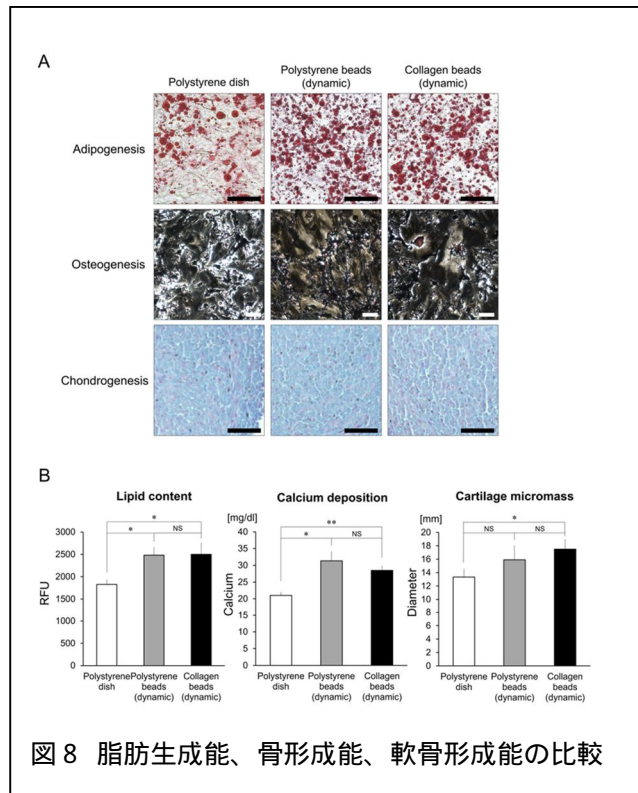 A
Polystyrene dish
Polystyrene beads
(dynamic)
Collagen beads
(dynamic)
Adipogenesis
Osteogenesis
Chondrogenesis
B
Lipid content
RFU
3000
2500
2000
1500
1000
500
0
*
*
NS
Polystyrene
dish
Polystyrene
beads
(dynamic)
Collagen
beads
(dynamic)
Calcium deposition
[mg/dl]
Calcium
40
35
30
25
20
15
10
5
0
**
*
NS
Polystyrene
dish
Polystyrene
beads
(dynamic)
Collagen
beads
(dynamic)
Cartilage micromass
[mm]
Diameter
20
18
16
14
12
10
8
6
4
2
0
*
NS
NS
Polystyrene
dish
Polystyrene
beads
(dynamic)
Collagen
beads
(dynamic)
図 8 脂肪生成能、骨形成能、軟骨形成能の比較